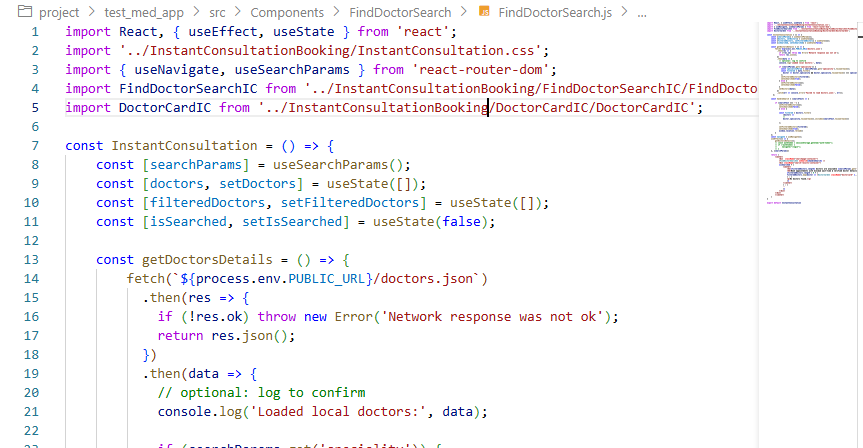 project > test_med_app > src > Components > FindDoctorSearch > FindDoctorSearch.js > ...
1 import React, { useEffect, useState } from 'react';
2 import '../InstantConsultationBooking/InstantConsultation.css';
3 import { useNavigate, useSearchParams } from 'react-router-dom';
4 import FindDoctorSearchIC from '../InstantConsultationBooking/FindDoctorSearchIC/FindDocto
5 import DoctorCardIC from '../InstantConsultationBooking/DoctorCardIC/DoctorCardIC';
6
7 const InstantConsultation = () => {
8 const [searchParams] = useSearchParams();
9 const [doctors, setDoctors] = useState([]);
10 const [filteredDoctors, setFilteredDoctors] = useState([]);
11 const [isSearched, setIsSearched] = useState(false);
12
13 const getDoctorsDetails = () => {
14 fetch(`${process.env.PUBLIC_URL}/doctors.json`)
15 .then(res => {
16 if (!res.ok) throw new Error('Network response was not ok');
17 return res.json();
18 })
19 .then(data => {
20 // optional: log to confirm
21 console.log('Loaded local doctors:', data);
22
23 if (searchParams.get('speciality')) {